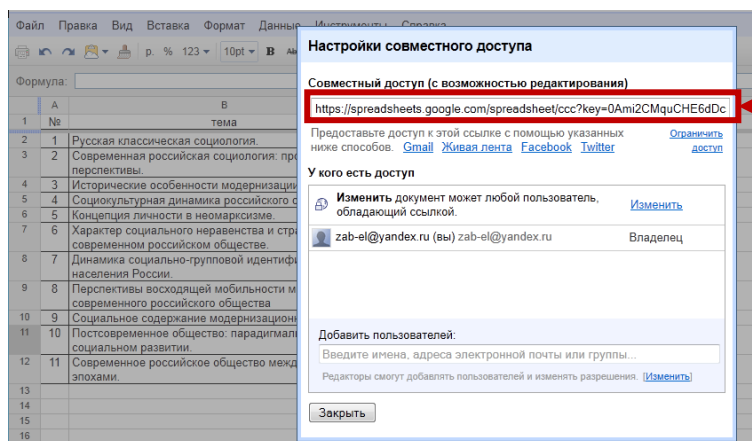 Файл Правка Вид Вставка Формат Данные Инструменты Справка
р. % 123 10pt B Abc
Формула:
Настройки совместного доступа
Совместный доступ (с возможностью редактирования)
https://spreadsheets.google.com/spreadsheet/ccc?key=0Ami2CMquCHE6dDc
Предоставьте доступ к этой ссылке с помощью указанных
ниже способов. Gmail Живая лента Facebook Twitter
Ограничить
доступ
У кого есть доступ
Изменить документ может любой пользователь,
обладающий ссылкой.
Изменить
zab-el@yandex.ru (вы) zab-el@yandex.ru
Владелец
Добавить пользователей:
Введите имена, адреса электронной почты или группы...
Редакторы смогут добавлять пользователей и изменять разрешения. [Изменить]
Закрыть
A B
1 № тема
2 1 Русская классическая социология.
3 2 Современная российская социология:
перспективы.
4 3 Исторические особенности модернизации
5 4 Социокультурная динамика российского
6 5 Концепция личности в неомарксизме.
7 6 Характер социального неравенства и
современном российском обществе.
8 7 Динамика социально-групповой
населения России.
9 8 Перспективы восходящей мобильности
современного российского общества
10 9 Социальное содержание
11 10 Постсовременное общество:
социальном развитии.
12 11 Современное российское общество
эпохами.
13
14
15
16